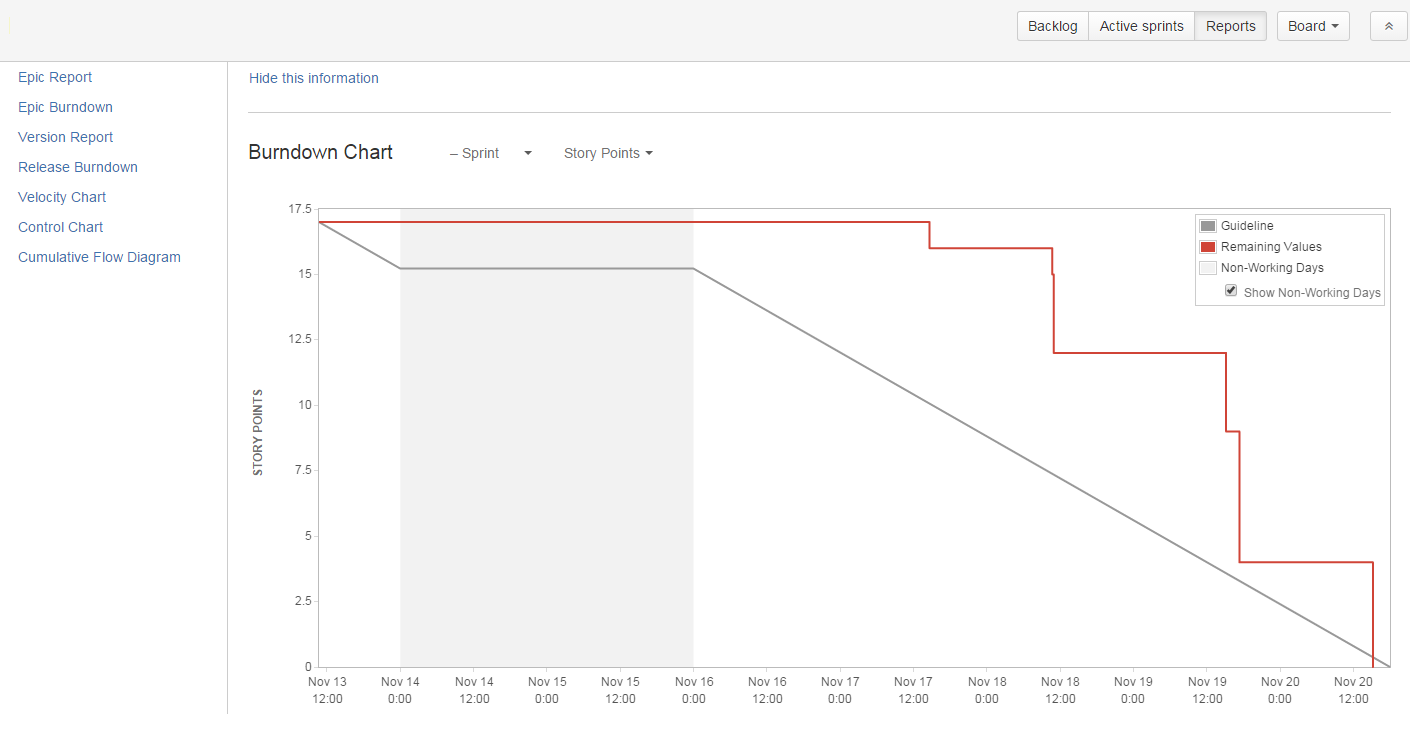 Backlog Active sprints Reports Board
Epic Report
Epic Burndown
Version Report
Release Burndown
Velocity Chart
Control Chart
Cumulative Flow Diagram
Hide this information
Burndown Chart – Sprint Story Points
STORY POINTS
17.5
15
12.5
10
7.5
5
2.5
0
Guideline
Remaining Values
Non-Working Days
Show Non-Working Days
Nov 13 Nov 14 Nov 14 Nov 15 Nov 15 Nov 16 Nov 16 Nov 17 Nov 17 Nov 18 Nov 18 Nov 19 Nov 19 Nov 20 Nov 20
12:00 0:00 12:00 0:00 12:00 0:00 12:00 0:00 12:00 0:00 12:00 0:00 12:00 0:00 12:00